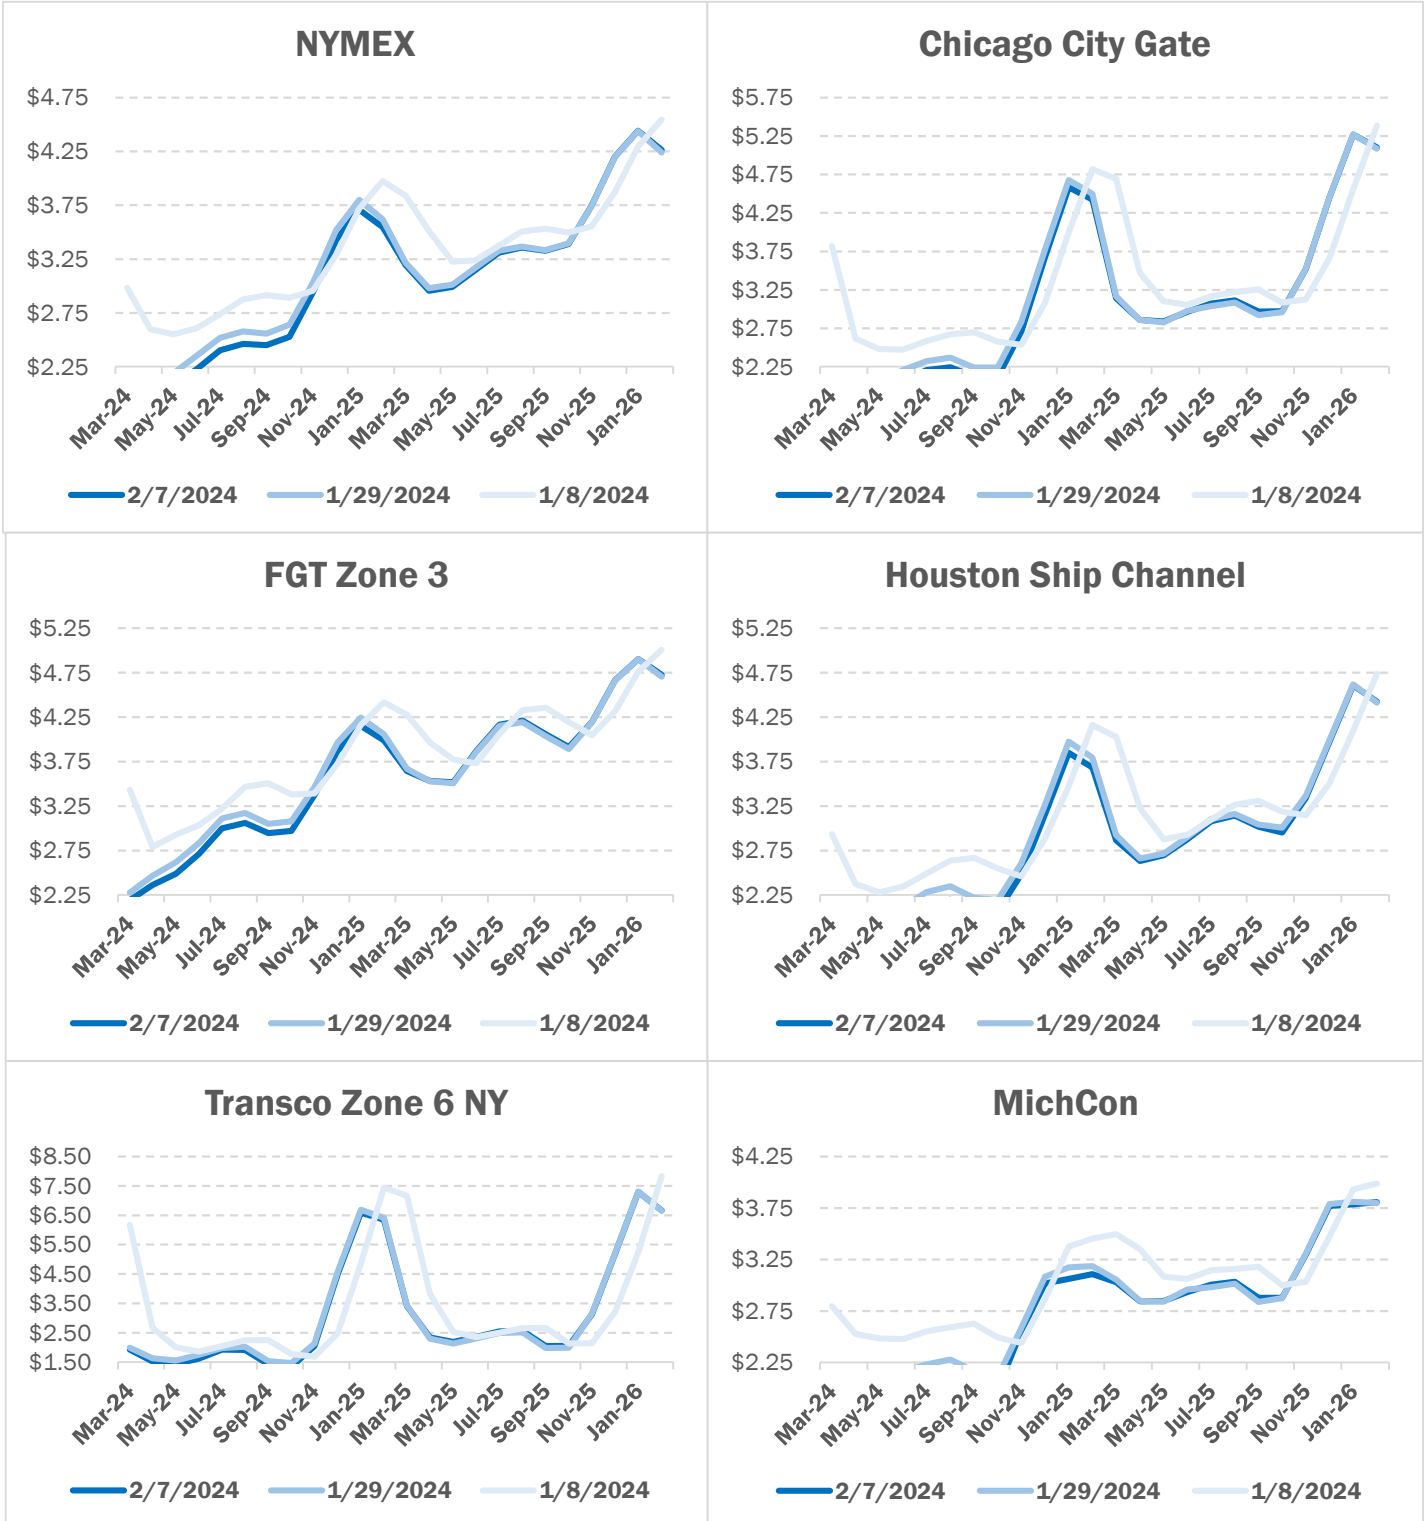 NYMEX
$4.75
$4.25
$3.75
$3.25
$2.75
$2.25
Mar-24 May-24 Jul-24 Sep-24 Nov-24 Jan-25 Mar-25 May-25 Jul-25 Sep-25 Nov-25 Jan-26
2/7/2024 1/29/2024 1/8/2024
Chicago City Gate
$5.75
$5.25
$4.75
$4.25
$3.75
$3.25
$2.75
$2.25
Mar-24 May-24 Jul-24 Sep-24 Nov-24 Jan-25 Mar-25 May-25 Jul-25 Sep-25 Nov-25 Jan-26
2/7/2024 1/29/2024 1/8/2024
FGT Zone 3
$5.25
$4.75
$4.25
$3.75
$3.25
$2.75
$2.25
Mar-24 May-24 Jul-24 Sep-24 Nov-24 Jan-25 Mar-25 May-25 Jul-25 Sep-25 Nov-25 Jan-26
2/7/2024 1/29/2024 1/8/2024
Houston Ship Channel
$5.25
$4.75
$4.25
$3.75
$3.25
$2.75
$2.25
Mar-24 May-24 Jul-24 Sep-24 Nov-24 Jan-25 Mar-25 May-25 Jul-25 Sep-25 Nov-25 Jan-26
2/7/2024 1/29/2024 1/8/2024
Transco Zone 6 NY
$8.50
$7.50
$6.50
$5.50
$4.50
$3.50
$2.50
$1.50
Mar-24 May-24 Jul-24 Sep-24 Nov-24 Jan-25 Mar-25 May-25 Jul-25 Sep-25 Nov-25 Jan-26
2/7/2024 1/29/2024 1/8/2024
MichCon
$4.25
$3.75
$3.25
$2.75
$2.25
Mar-24 May-24 Jul-24 Sep-24 Nov-24 Jan-25 Mar-25 May-25 Jul-25 Sep-25 Nov-25 Jan-26
2/7/2024 1/29/2024 1/8/2024